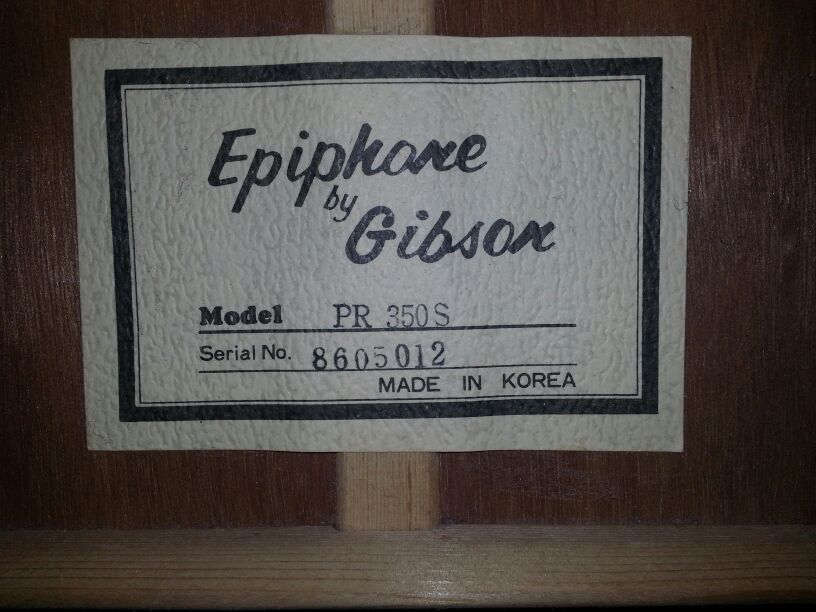 Epiphone
by
Gibson
Model PR 350S
Serial No. 8605012
MADE IN KOREA